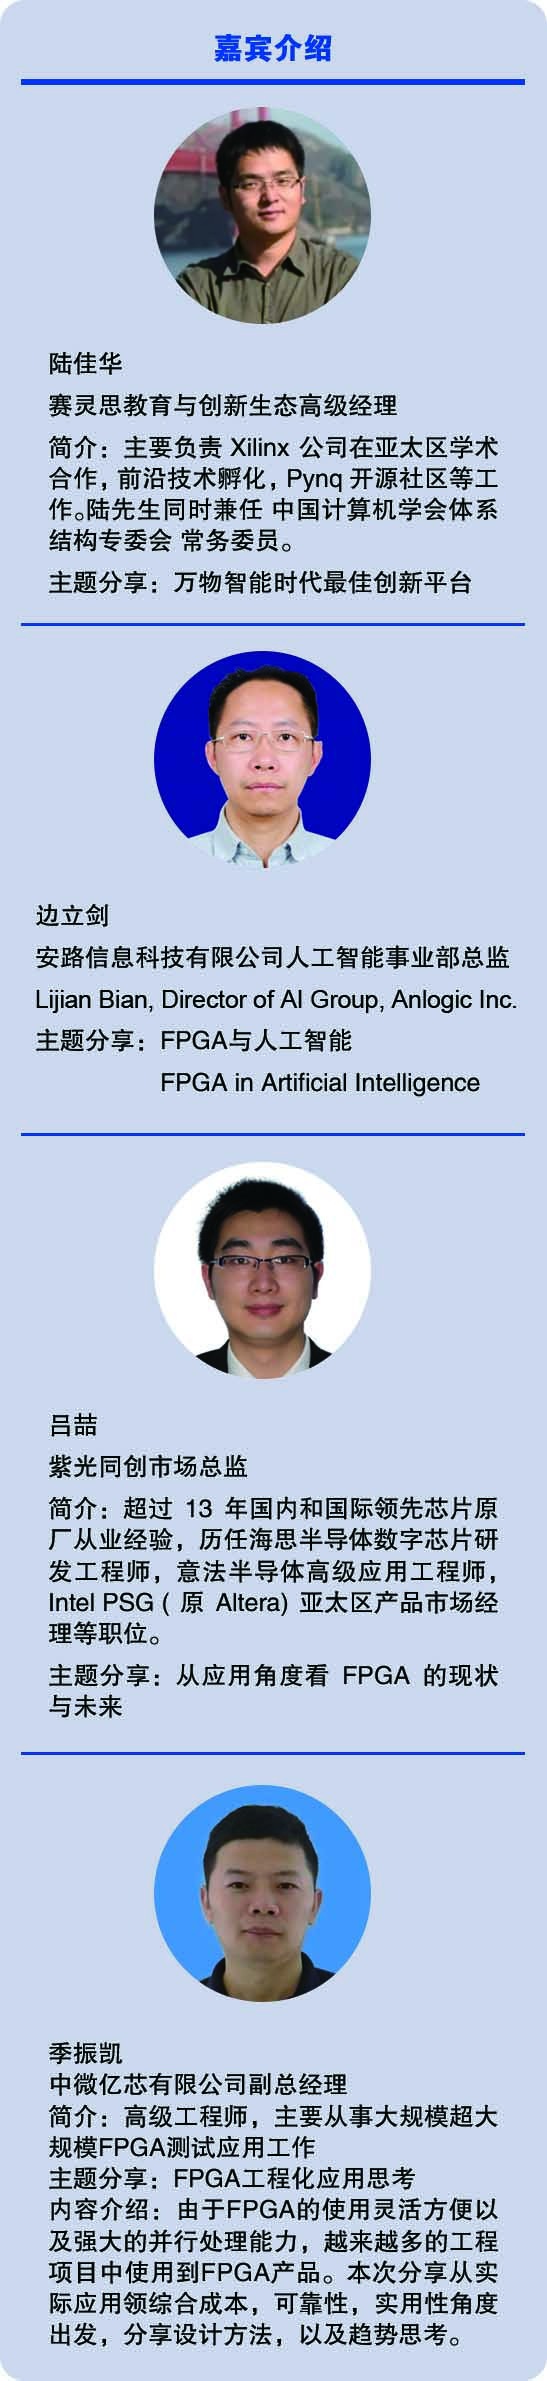 嘉宾介绍
陆佳华
赛灵思教育与创新生态高级经理
简介：主要负责 Xilinx 公司在亚太区学术
合作，前沿技术孵化，Pynq 开源社区等工
作。陆先生同时兼任 中国计算机学会体系
结构专委会 常务委员。
主题分享：万物智能时代最佳创新平台
边立剑
安路信息科技有限公司人工智能事业部总监
Lijian Bian, Director of AI Group, Anlogic Inc.
主题分享：FPGA与人工智能
FPGA in Artificial Intelligence
吕喆
紫光同创市场总监
简介：超过 13 年国内和国际领先芯片原
厂从业经验，历任海思半导体数字芯片研
发工程师，意法半导体高级应用工程师，
Intel PSG ( 原 Altera) 亚太区产品市场经
理等职位。
主题分享：从应用角度看 FPGA 的现状
与未来
季振凯
中微亿芯有限公司副总经理
简介：高级工程师，主要从事大规模超大
规模FPGA测试应用工作
主题分享：FPGA工程化应用思考
内容介绍：由于FPGA的使用灵活方便以
及强大的并行处理能力，越来越多的工程
项目中使用到FPGA产品。本次分享从实
际应用领综合成本，可靠性，实用性角度
出发，分享设计方法，以及趋势思考。